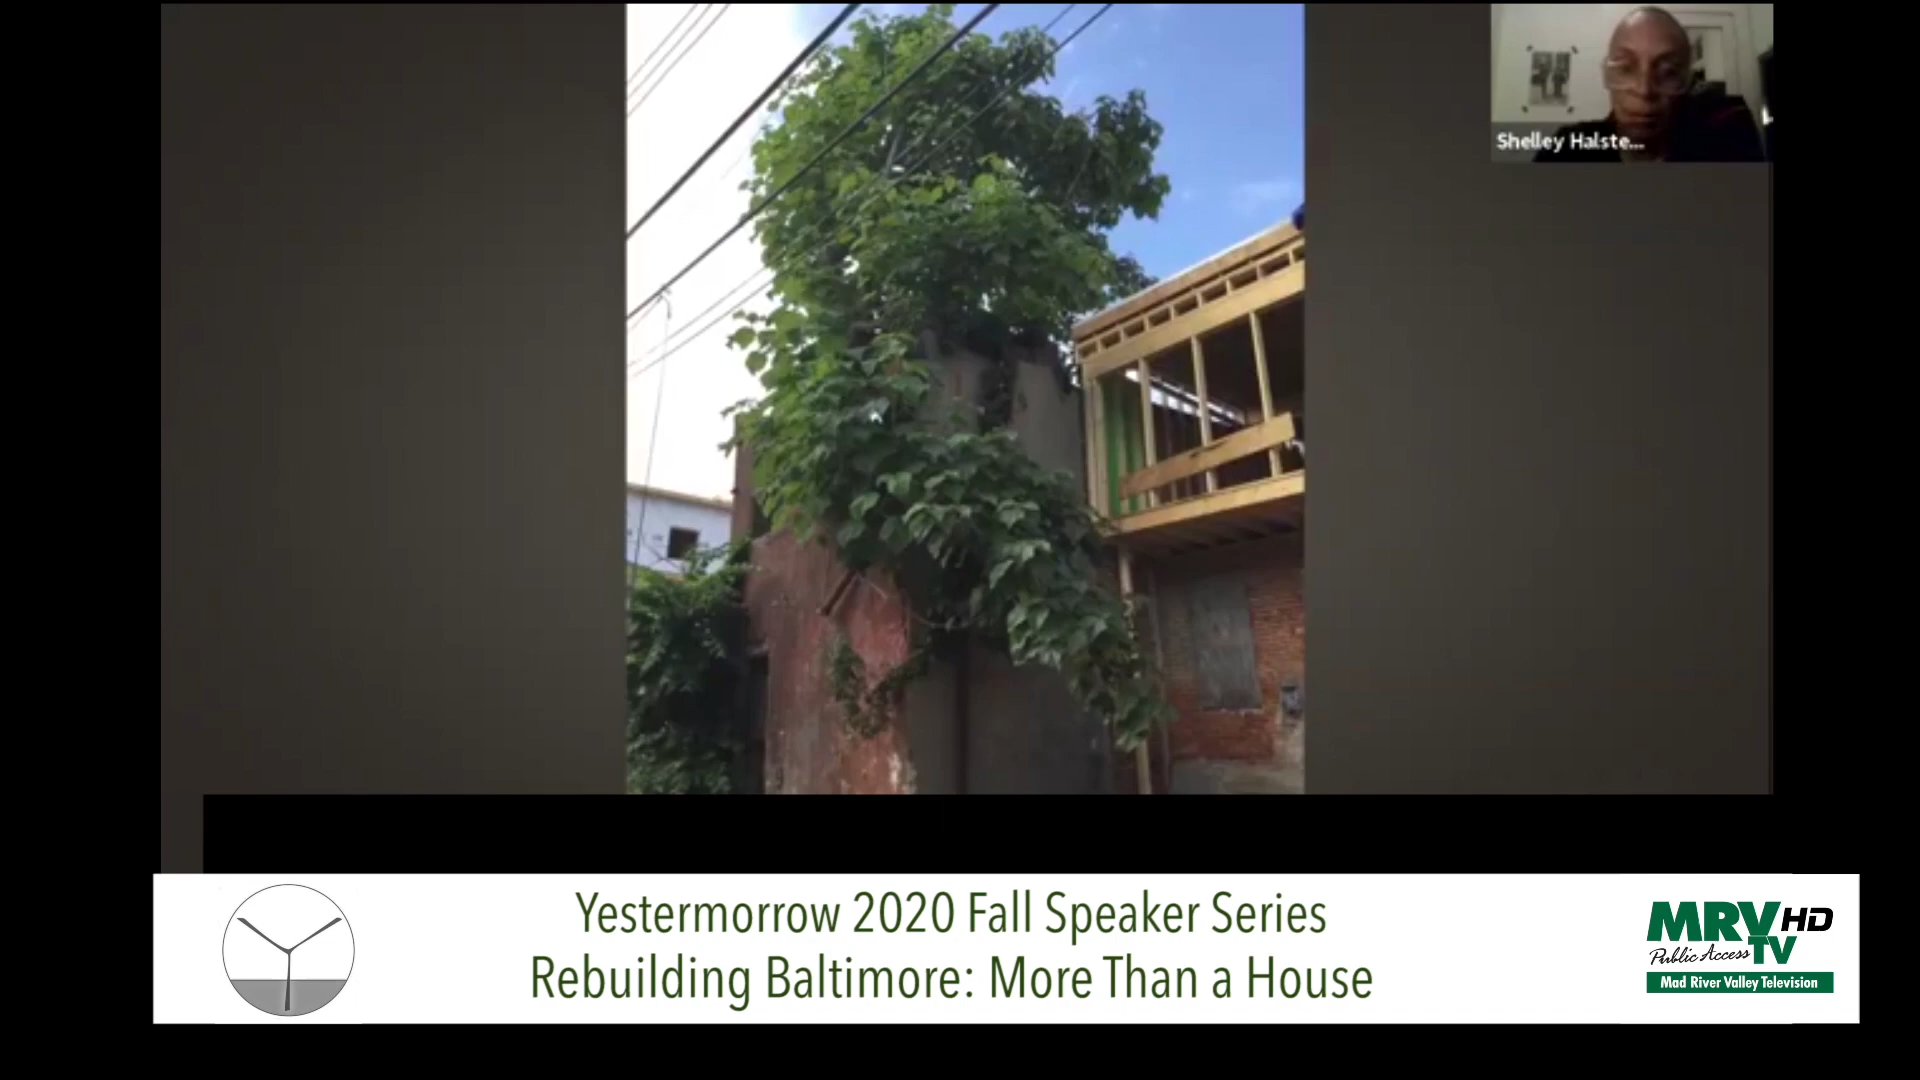 Shelley Halste...
Yestermorrow 2020 Fall Speaker Series
Rebuilding Baltimore: More Than a House
MRV HD
Public Access TV
Mad River Valley Television